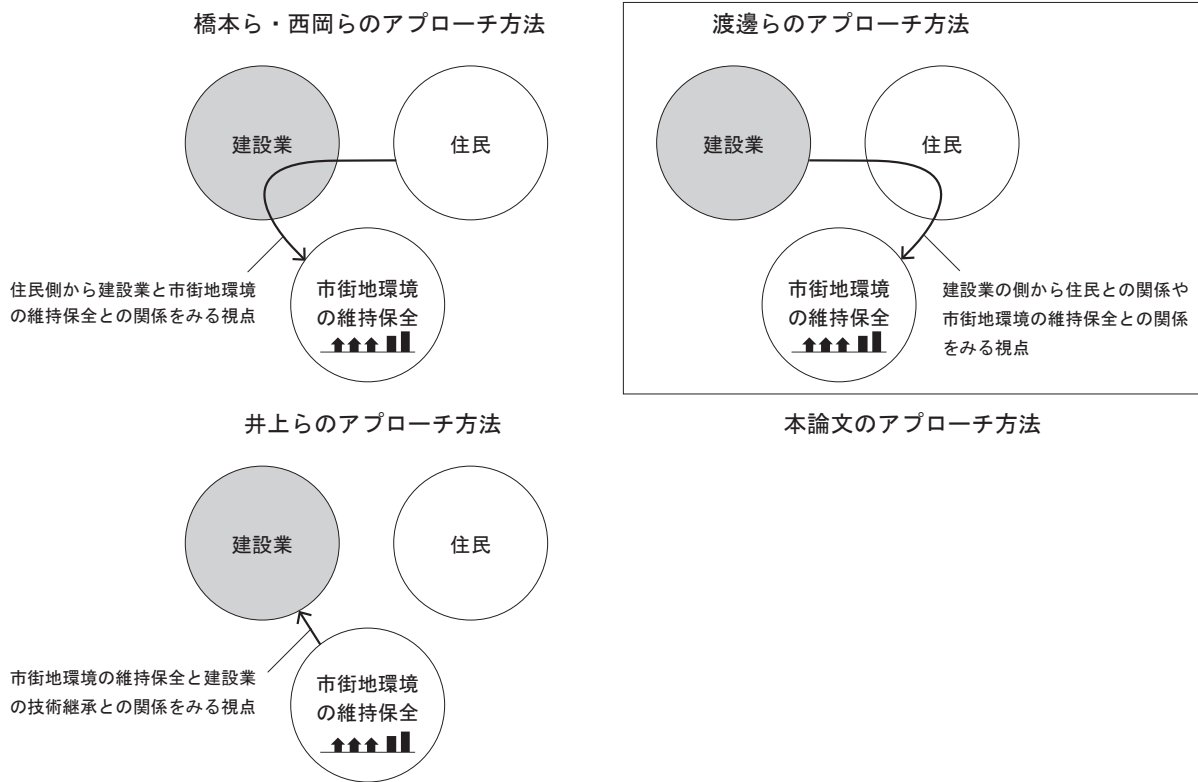 橋本ら・西岡らのアプローチ方法
建設業
住民
市街地環境
の維持保全
住民側から建設業と市街地環境
の維持保全との関係をみる視点
渡邊らのアプローチ方法
建設業
住民
市街地環境
の維持保全
建設業の側から住民との関係や
市街地環境の維持保全との関係
をみる視点
井上らのアプローチ方法
建設業
住民
市街地環境
の維持保全
市街地環境の維持保全と建設業
の技術継承との関係をみる視点
本論文のアプローチ方法